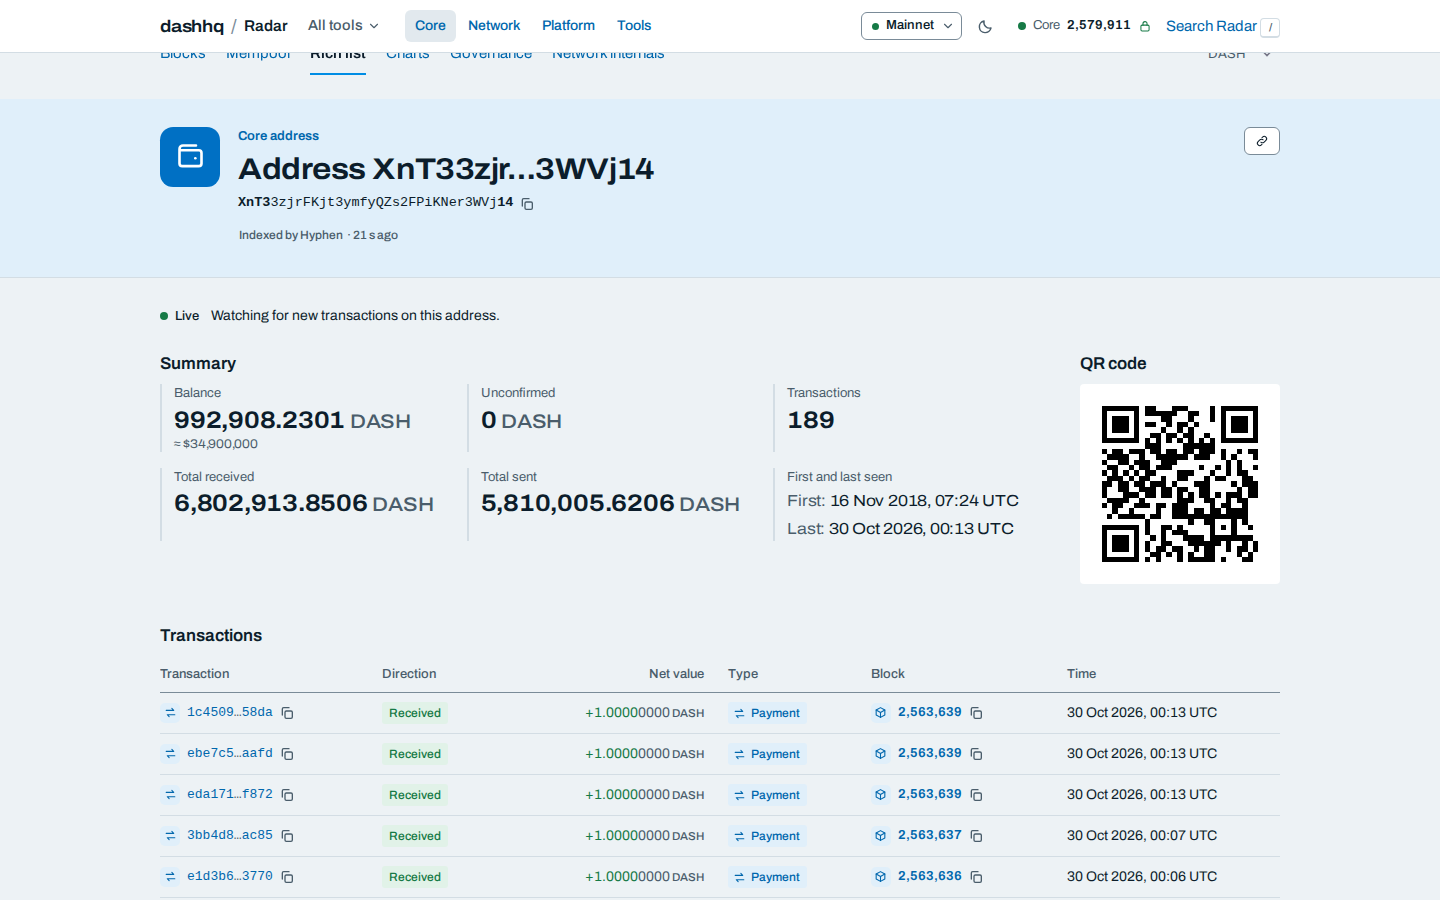 dashhq / Radar All tools Core Network Platform Tools Mainnet Core 2,579,911 Search Radar /
Blocks Mempool Rich list Charts Governance Network internals DASH
Core address
Address XnT33zjr…3WVj14
XnT33zjrFKjt3ymfyQZs2FPiKNer3WVj14
Indexed by Hyphen · 21 s ago
Live Watching for new transactions on this address.
Summary QR code
Balance Unconfirmed Transactions
992,908.2301 DASH 0 DASH 189
≈ $34,900,000
Total received Total sent First and last seen
6,802,913.8506 DASH 5,810,005.6206 DASH First: 16 Nov 2018, 07:24 UTC
Last: 30 Oct 2026, 00:13 UTC
Transactions
Transaction Direction Net value Type Block Time
1c4509…58da Received +1.00000000 DASH Payment 2,563,639 30 Oct 2026, 00:13 UTC
ebe7c5…aafd Received +1.00000000 DASH Payment 2,563,639 30 Oct 2026, 00:13 UTC
eda171…f872 Received +1.00000000 DASH Payment 2,563,639 30 Oct 2026, 00:13 UTC
3bb4d8…ac85 Received +1.00000000 DASH Payment 2,563,637 30 Oct 2026, 00:07 UTC
e1d3b6…3770 Received +1.00000000 DASH Payment 2,563,636 30 Oct 2026, 00:06 UTC